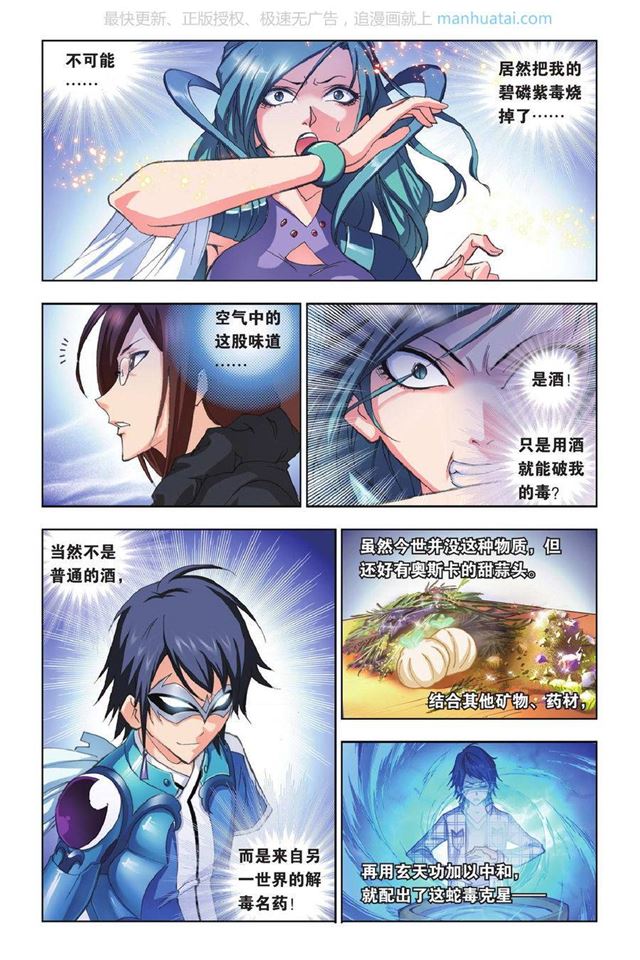 最快更新、正版授权、极速无广告，追漫画就上 manhuatai.com
不可能
……
居然把我的
碧磷紫毒烧
掉了……
空气中的
这股味道
……
是酒！
只是用酒
就能破我
的毒？
当然不是
普通的酒，
而是来自另
一世界的解
毒名药！
虽然今世并没这种物质，但
还好有奥斯卡的甜蒜头。
结合其他矿物、药材，
再用玄天功加以中和，
就配出了这蛇毒克星——